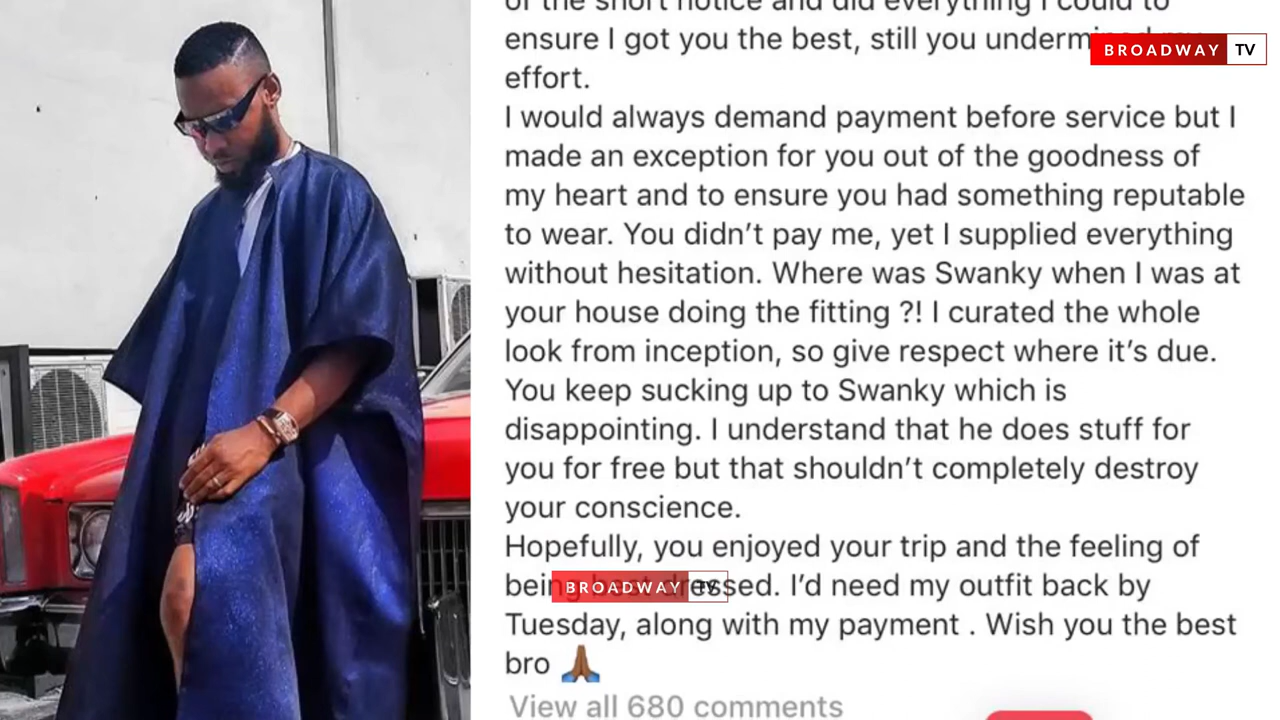 of the short notice and did everything I could to
ensure I got you the best, still you undermined my
BROADWAY TV
effort.
I would always demand payment before service but I
made an exception for you out of the goodness of
my heart and to ensure you had something reputable
to wear. You didn’t pay me, yet I supplied everything
without hesitation. Where was Swanky when I was at
your house doing the fitting ?! I curated the whole
look from inception, so give respect where it’s due.
You keep sucking up to Swanky which is
disappointing. I understand that he does stuff for
you for free but that shouldn’t completely destroy
your conscience.
Hopefully, you enjoyed your trip and the feeling of
being best dressed. I’d need my outfit back by
BROADWAY TV
Tuesday, along with my payment . Wish you the best
bro 🙏🏾
View all 680 comments